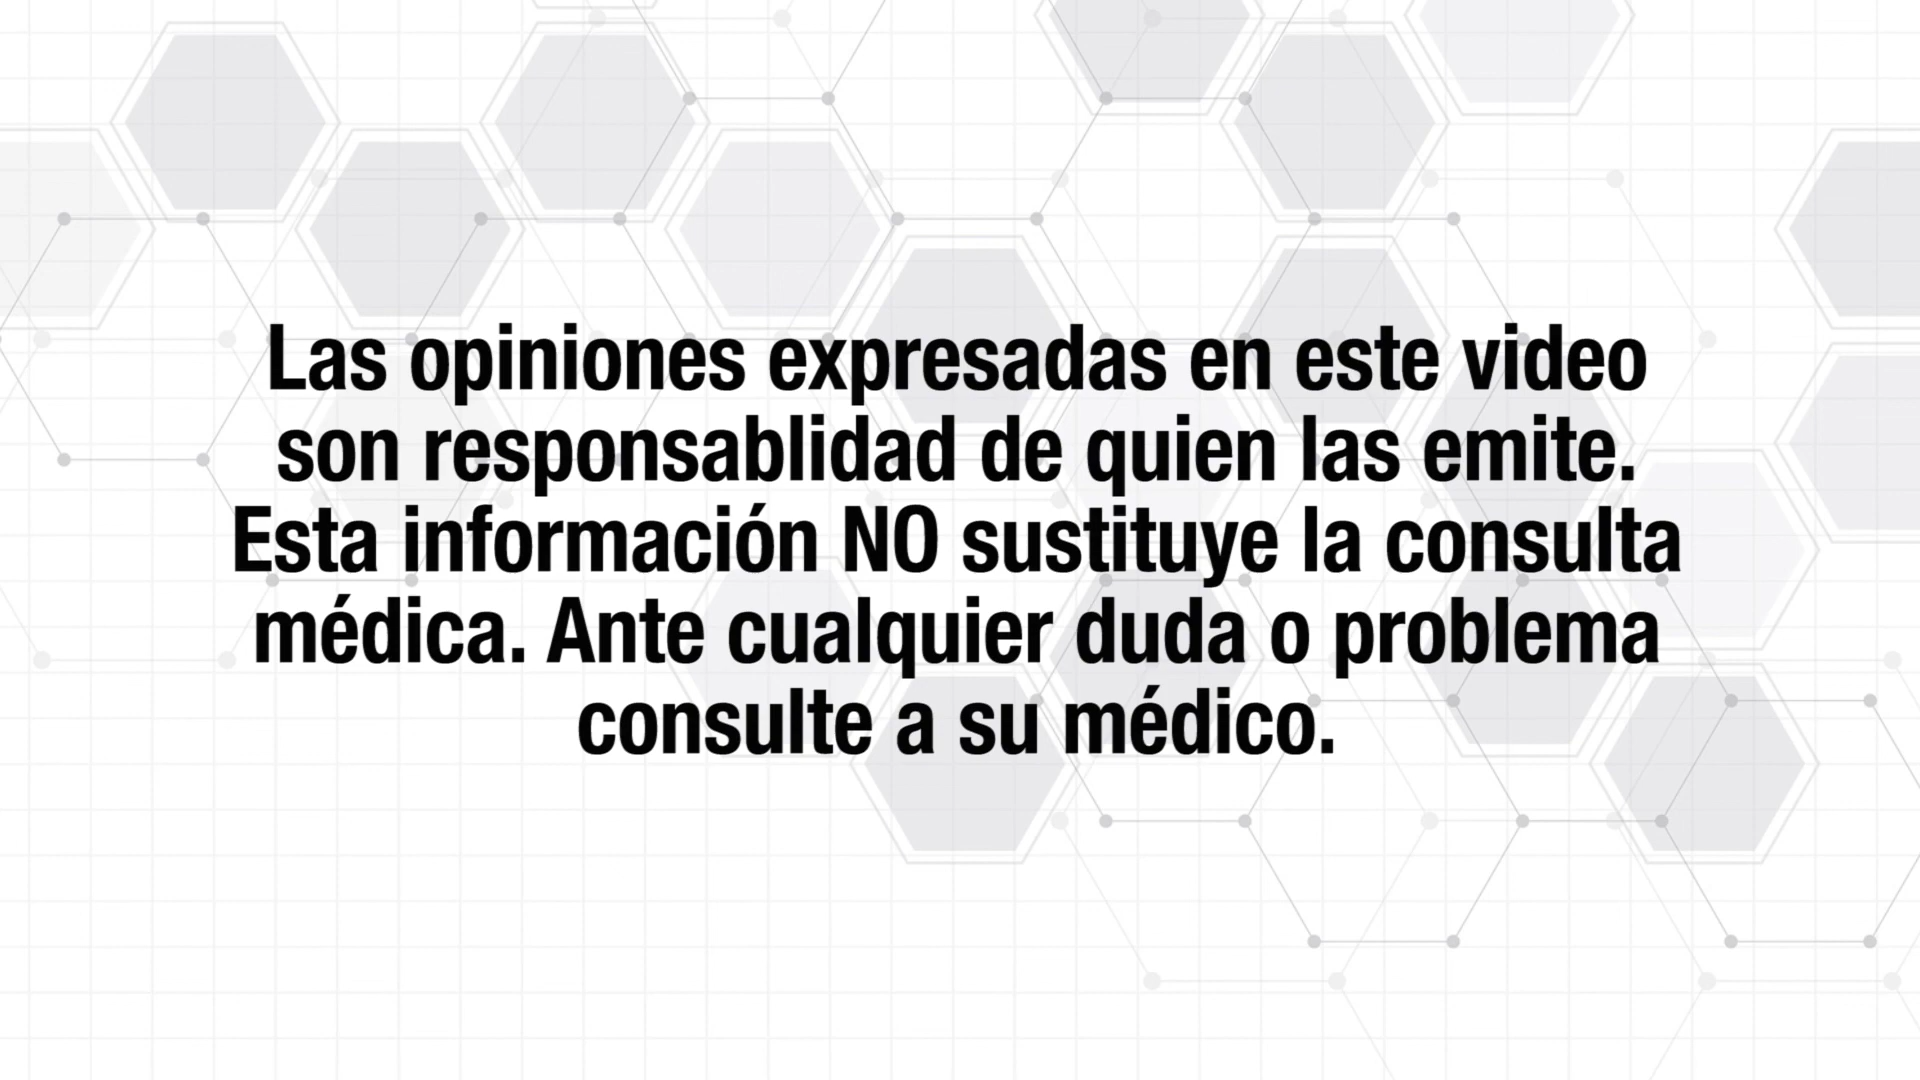 Las opiniones expresadas en este video
son responsablidad de quien las emite.
Esta información NO sustituye la consulta
médica. Ante cualquier duda o problema
consulte a su médico.